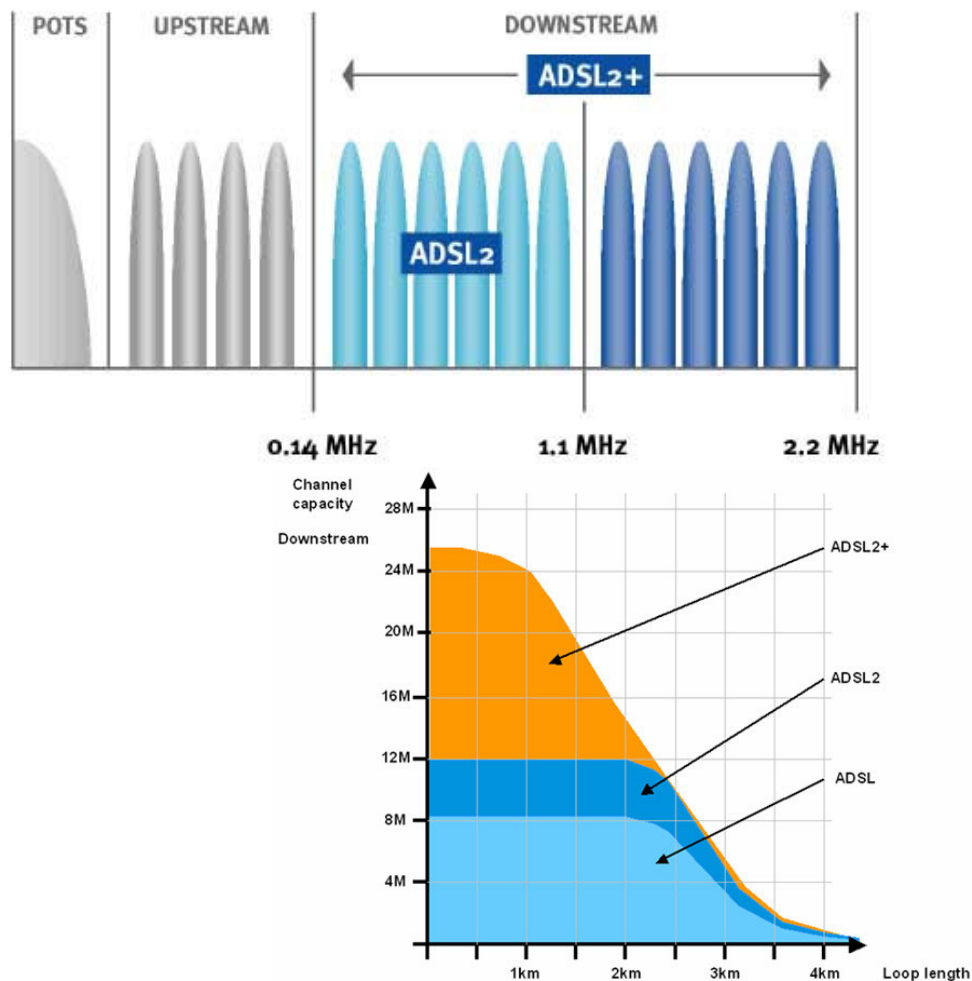 POTS UPSTREAM DOWNSTREAM
ADSL2+
ADSL2
0.14 MHz 1.1 MHz 2.2 MHz
Channel
capacity
Downstream
28M
24M
20M
16M
12M
8M
4M
ADSL2+
ADSL2
ADSL
1km 2km 3km 4km Loop length